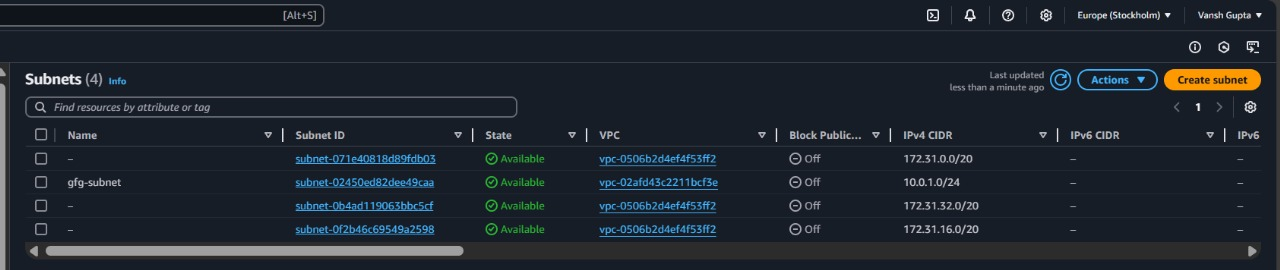 [Alt+S]
Europe (Stockholm) ▼
Vansh Gupta ▼
Subnets (4) Info
Last updated
less than a minute ago
Actions ▼
Create subnet
Find resources by attribute or tag
1
Name Subnet ID State VPC Block Public... IPv4 CIDR IPv6 CIDR IPv6
– subnet-071e40818d89fdb03 Available vpc-0506b2d4ef4f53ff2 Off 172.31.0.0/20 –
gfg-subnet subnet-02450ed82dee49caa Available vpc-02afd43c2211bcf3e Off 10.0.1.0/24 –
– subnet-0b4ad119063bbc5cf Available vpc-0506b2d4ef4f53ff2 Off 172.31.32.0/20 –
– subnet-0f2b46c69549a2598 Available vpc-0506b2d4ef4f53ff2 Off 172.31.16.0/20 –